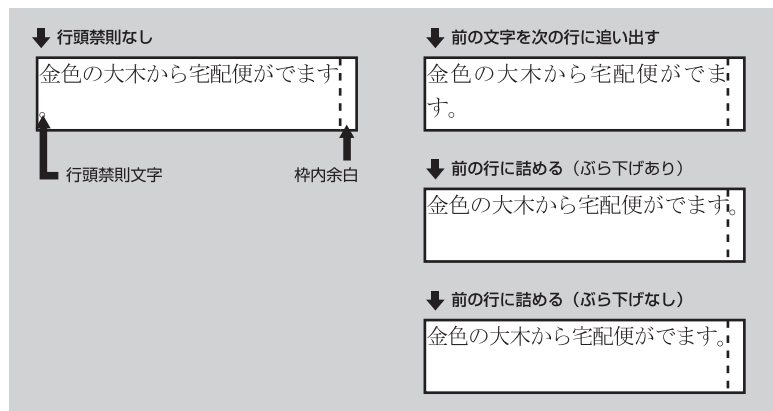 行頭禁則なし
金色の大木から宅配便がでます
。
行頭禁則文字
枠内余白
前の文字を次の行に追い出す
金色の大木から宅配便がでま
す。
前の行に詰める（ぶら下げあり）
金色の大木から宅配便がでます。
前の行に詰める（ぶら下げなし）
金色の大木から宅配便がでます。